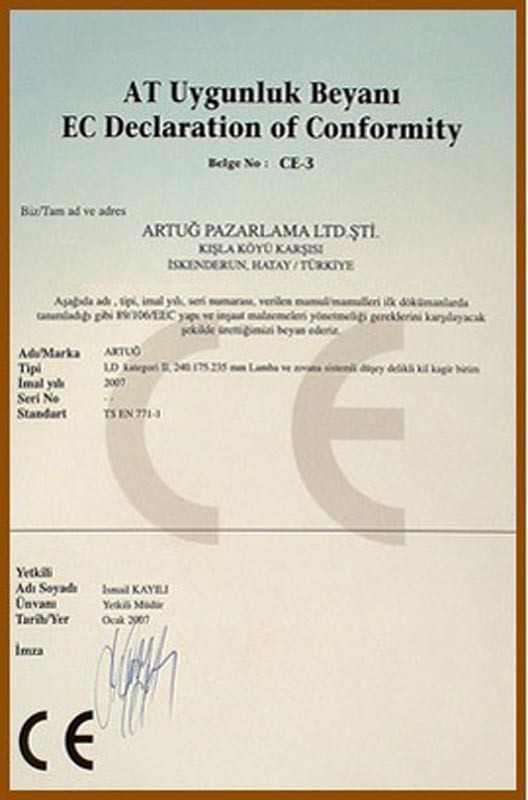 AT Uygunluk Beyanı
EC Declaration of Conformity
Belge No : CE-3
Biz/Tam ad ve adres
ARTUĞ PAZARLAMA LTD.ŞTİ.
KIŞLA KÖYÜ KARŞISI
İSKENDERUN, HATAY / TÜRKİYE
Aşağıda adı , tipi, imal yılı, seri numarası, verilen mamul/mamulleri ilk dökümanlarda
tanımladığı gibi 89/106/EEC yapı ve inşaat malzemeleri yönetmeliği gereklerini karşılayacak
şekilde ürettiğimizi beyan ederiz.
Adı/Marka ARTUĞ
Tipi LD kategori II, 240.175.235 mm Lamba ve zıvana sistemli düşey delikli kil kagir birim
İmal yılı 2007
Seri No - -
Standart TS EN 771-1
Yetkili
Adı Soyadı İsmail KAYILI
Ünvanı Yetkili Müdür
Tarih/Yer Ocak 2007
İmza
CE